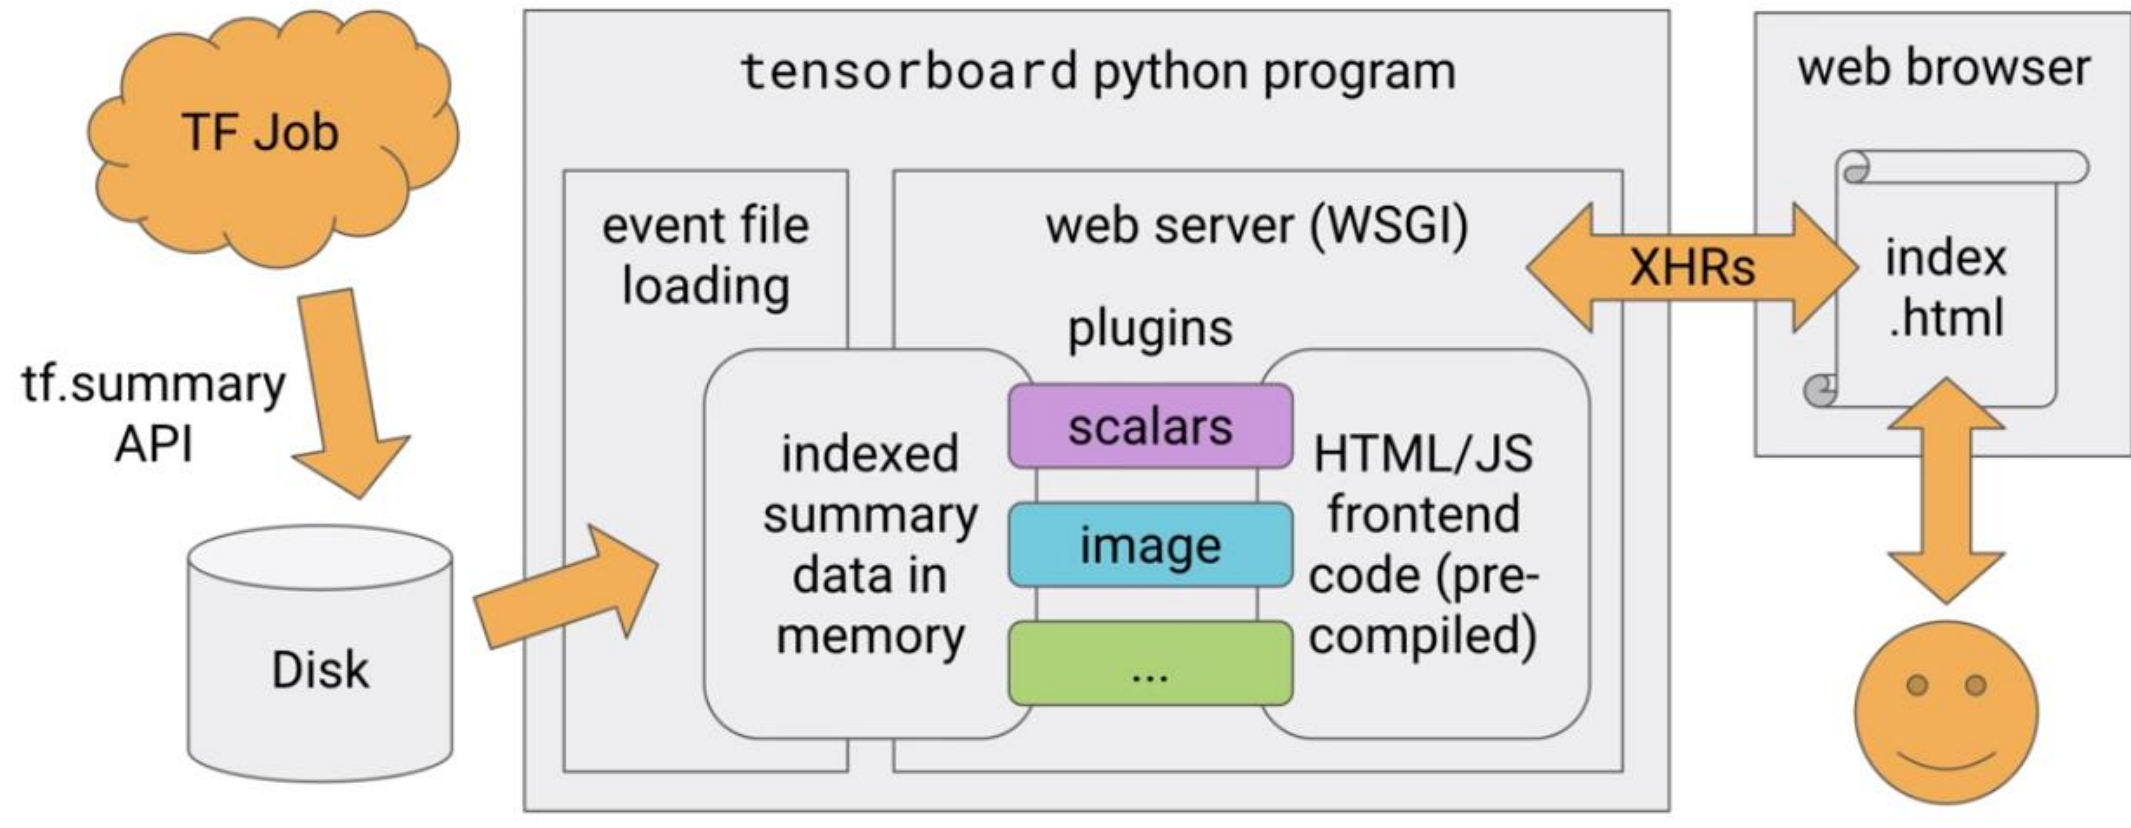 TF Job
tf.summary
API
Disk
tensorboard python program
event file
loading
web server (WSGI)
plugins
indexed
summary
data in
memory
scalars
image
...
HTML/JS
frontend
code (pre-
compiled)
XHRs
web browser
index
.html